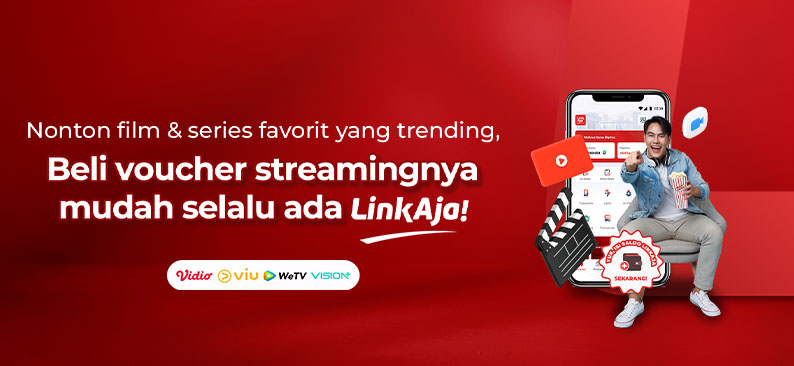 Nonton film & series favorit yang trending,
Beli voucher streamingnya
mudah selalu ada LinkAja!
Vidio viu WeTV VISION+
SEKARANG!